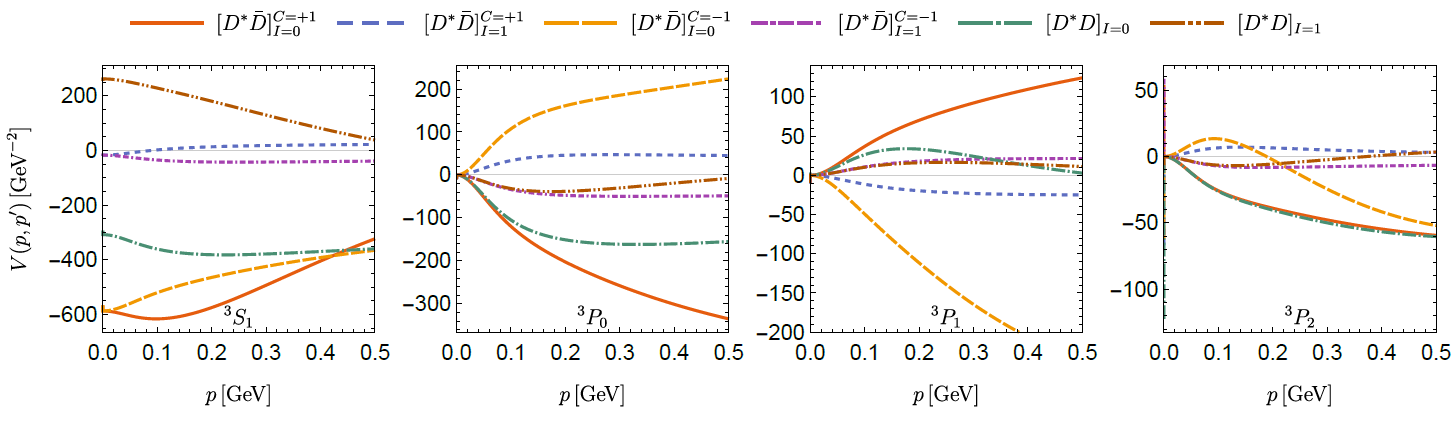 [D*D̄]^{C=+1}_{I=0} [D*D̄]^{C=+1}_{I=1} [D*D̄]^{C=−1}_{I=0} [D*D̄]^{C=−1}_{I=1} [D*D]_{I=0} [D*D]_{I=1}
V(p, p′) [GeV⁻²]
200
0
−200
−400
−600
³S₁
0.0 0.1 0.2 0.3 0.4 0.5
p [GeV]
200
100
0
−100
−200
−300
³P₀
0.0 0.1 0.2 0.3 0.4 0.5
p [GeV]
100
50
0
−50
−100
−150
−200
³P₁
0.0 0.1 0.2 0.3 0.4 0.5
p [GeV]
50
0
−50
−100
³P₂
0.0 0.1 0.2 0.3 0.4 0.5
p [GeV]